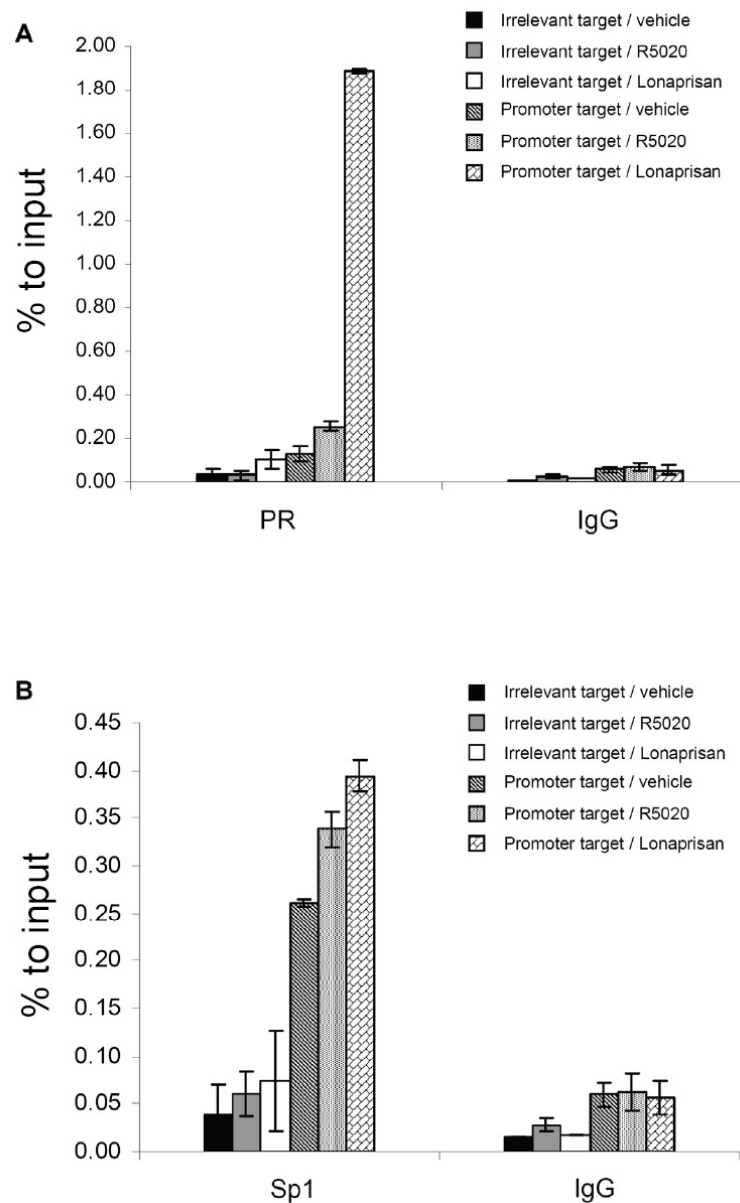 A
Irrelevant target / vehicle
Irrelevant target / R5020
Irrelevant target / Lonaprisan
Promoter target / vehicle
Promoter target / R5020
Promoter target / Lonaprisan
% to input
2.00
1.80
1.60
1.40
1.20
1.00
0.80
0.60
0.40
0.20
0.00
PR
IgG
B
Irrelevant target / vehicle
Irrelevant target / R5020
Irrelevant target / Lonaprisan
Promoter target / vehicle
Promoter target / R5020
Promoter target / Lonaprisan
% to input
0.45
0.40
0.35
0.30
0.25
0.20
0.15
0.10
0.05
0.00
Sp1
IgG